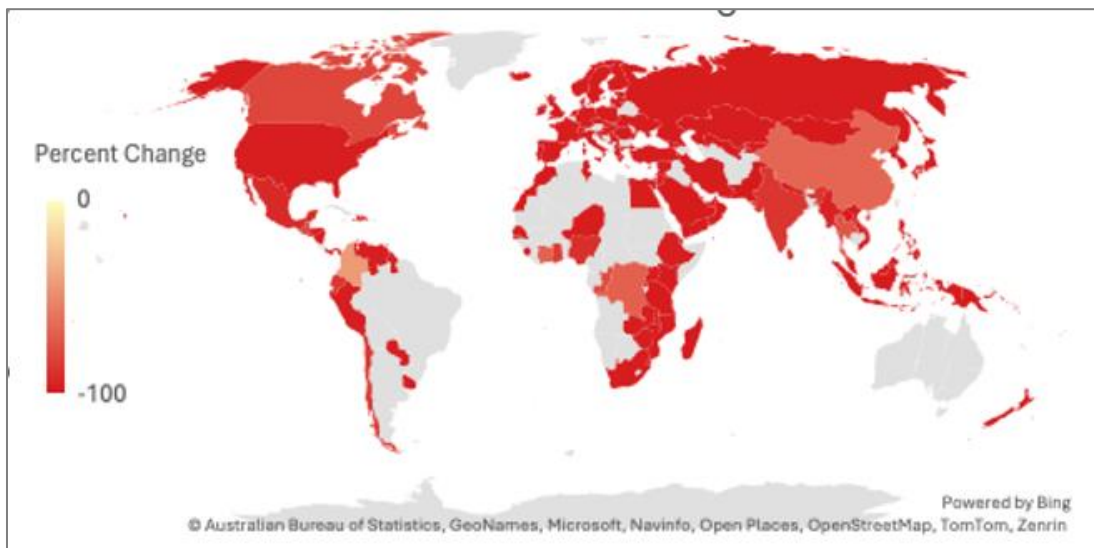 Percent Change
0
-100
Powered by Bing
© Australian Bureau of Statistics, GeoNames, Microsoft, Navinfo, Open Places, OpenStreetMap, TomTom, Zenrin